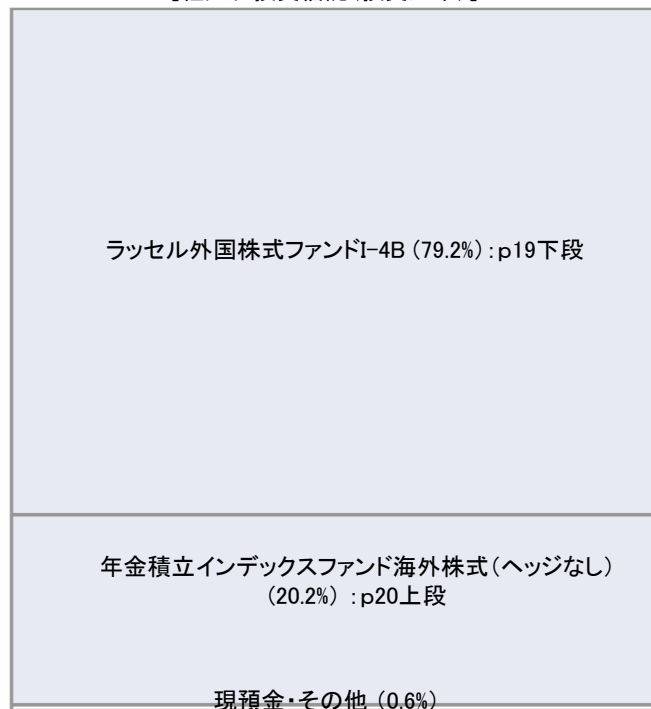 ラッセル外国株式ファンドI-4B (79.2%):p19下段
年金積立インデックスファンド海外株式(ヘッジなし)
(20.2%) :p20上段
現預金・その他 (0.6%)